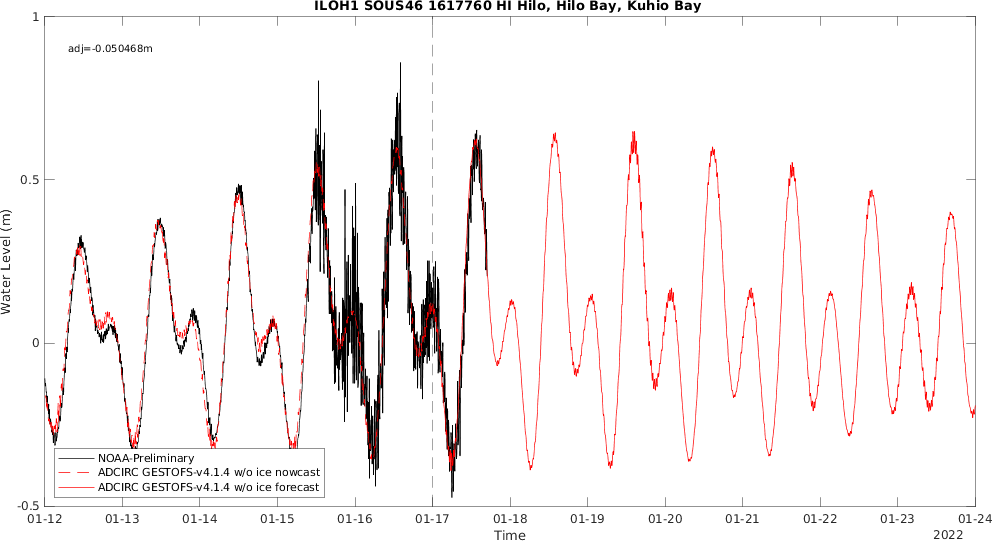 ILOH1 SOUS46 1617760 HI Hilo, Hilo Bay, Kuhio Bay
1
adj=-0.050468m
0.5
Water Level (m)
0
NOAA-Preliminary
ADCIRC GESTOFS-v4.1.4 w/o ice nowcast
ADCIRC GESTOFS-v4.1.4 w/o ice forecast
-0.5
01-12 01-13 01-14 01-15 01-16 01-17 01-18 01-19 01-20 01-21 01-22 01-23 01-24
Time
2022